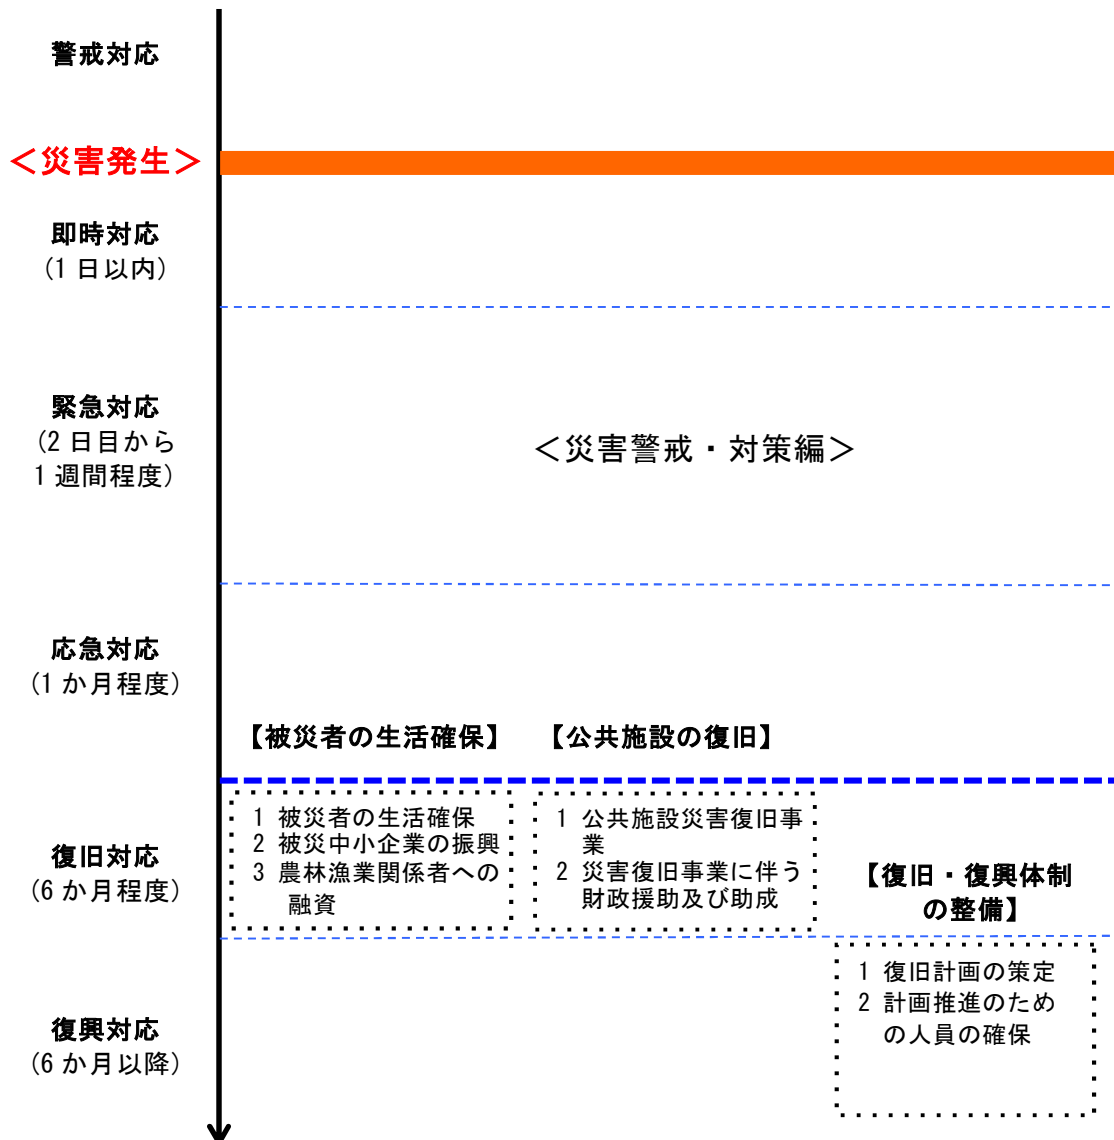 警戒対応
＜災害発生＞
即時対応
(1 日以内)
緊急対応
(2 日目から
1 週間程度)
＜災害警戒・対策編＞
応急対応
(1 か月程度)
【被災者の生活確保】
【公共施設の復旧】
復旧対応
(6 か月程度)
1 被災者の生活確保
2 被災中小企業の振興
3 農林漁業関係者への
融資
1 公共施設災害復旧事
業
2 災害復旧事業に伴う
財政援助及び助成
【復旧・復興体制
の整備】
復興対応
(6 か月以降)
1 復旧計画の策定
2 計画推進のため
の人員の確保